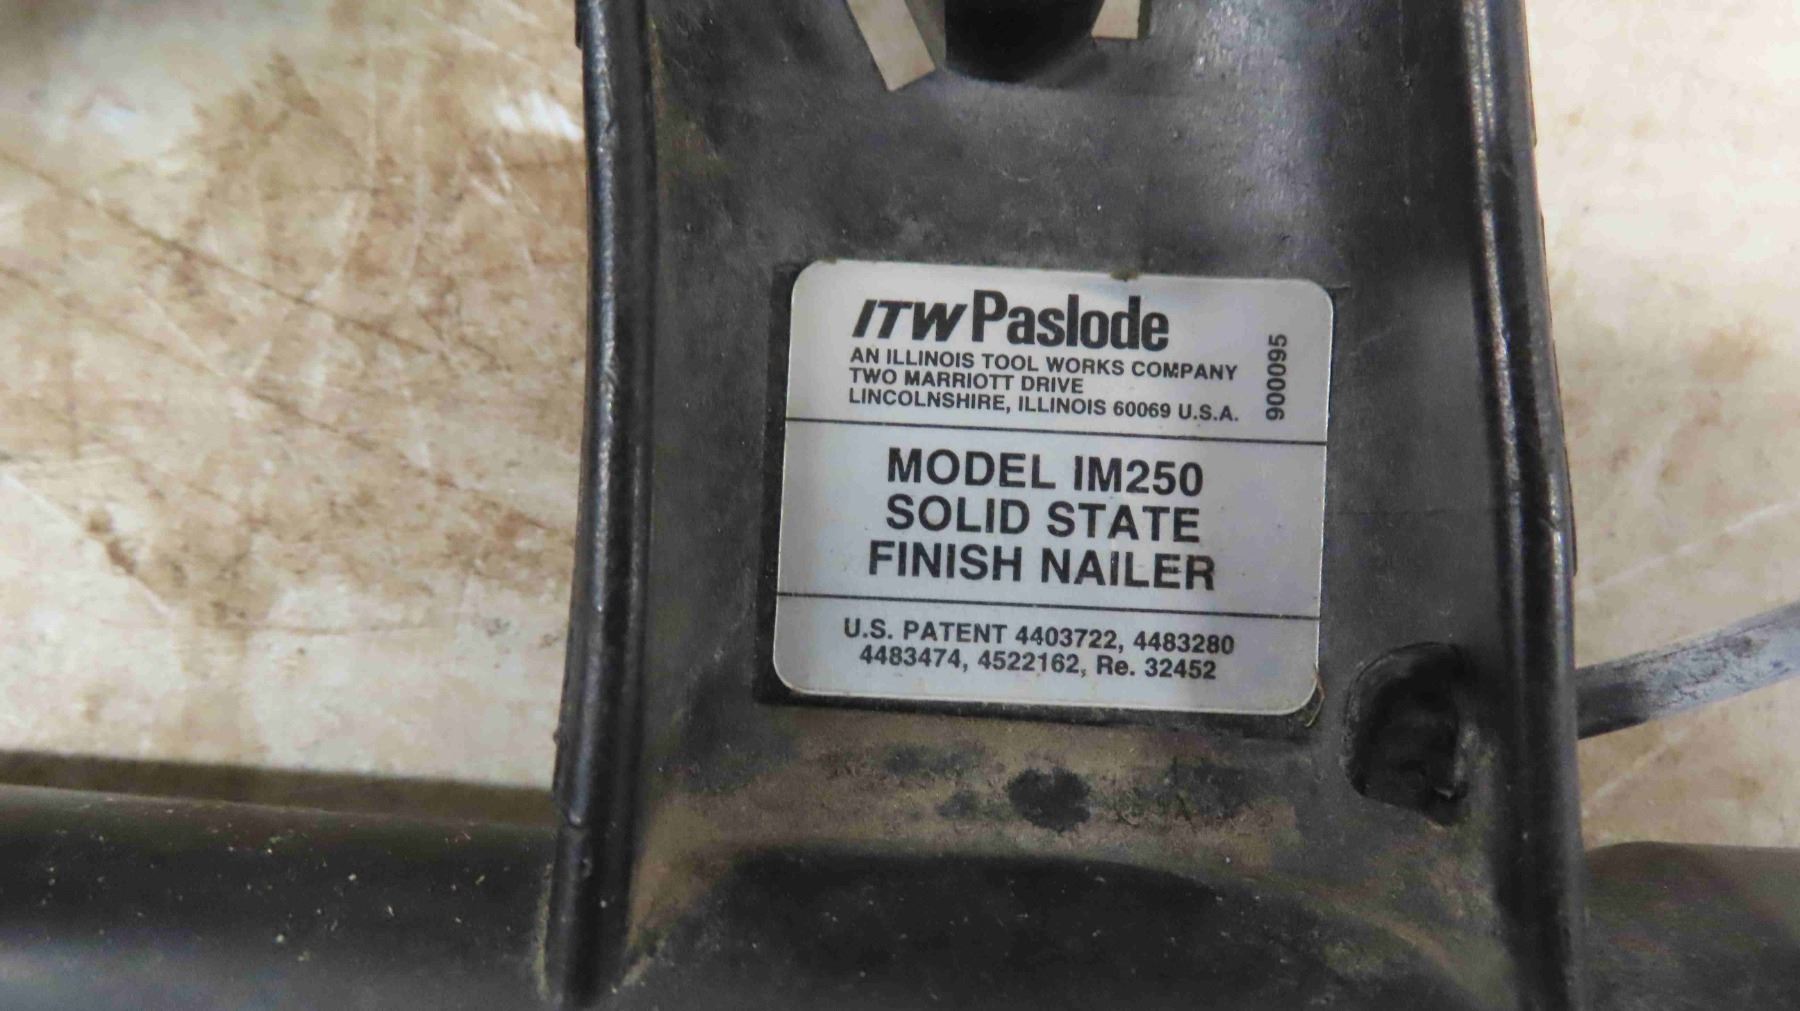 ITW Paslode
AN ILLINOIS TOOL WORKS COMPANY
TWO MARRIOTT DRIVE
LINCOLNSHIRE, ILLINOIS 60069 U.S.A.
900095
MODEL IM250
SOLID STATE
FINISH NAILER
U.S. PATENT 4403722, 4483280
4483474, 4522162, Re. 32452